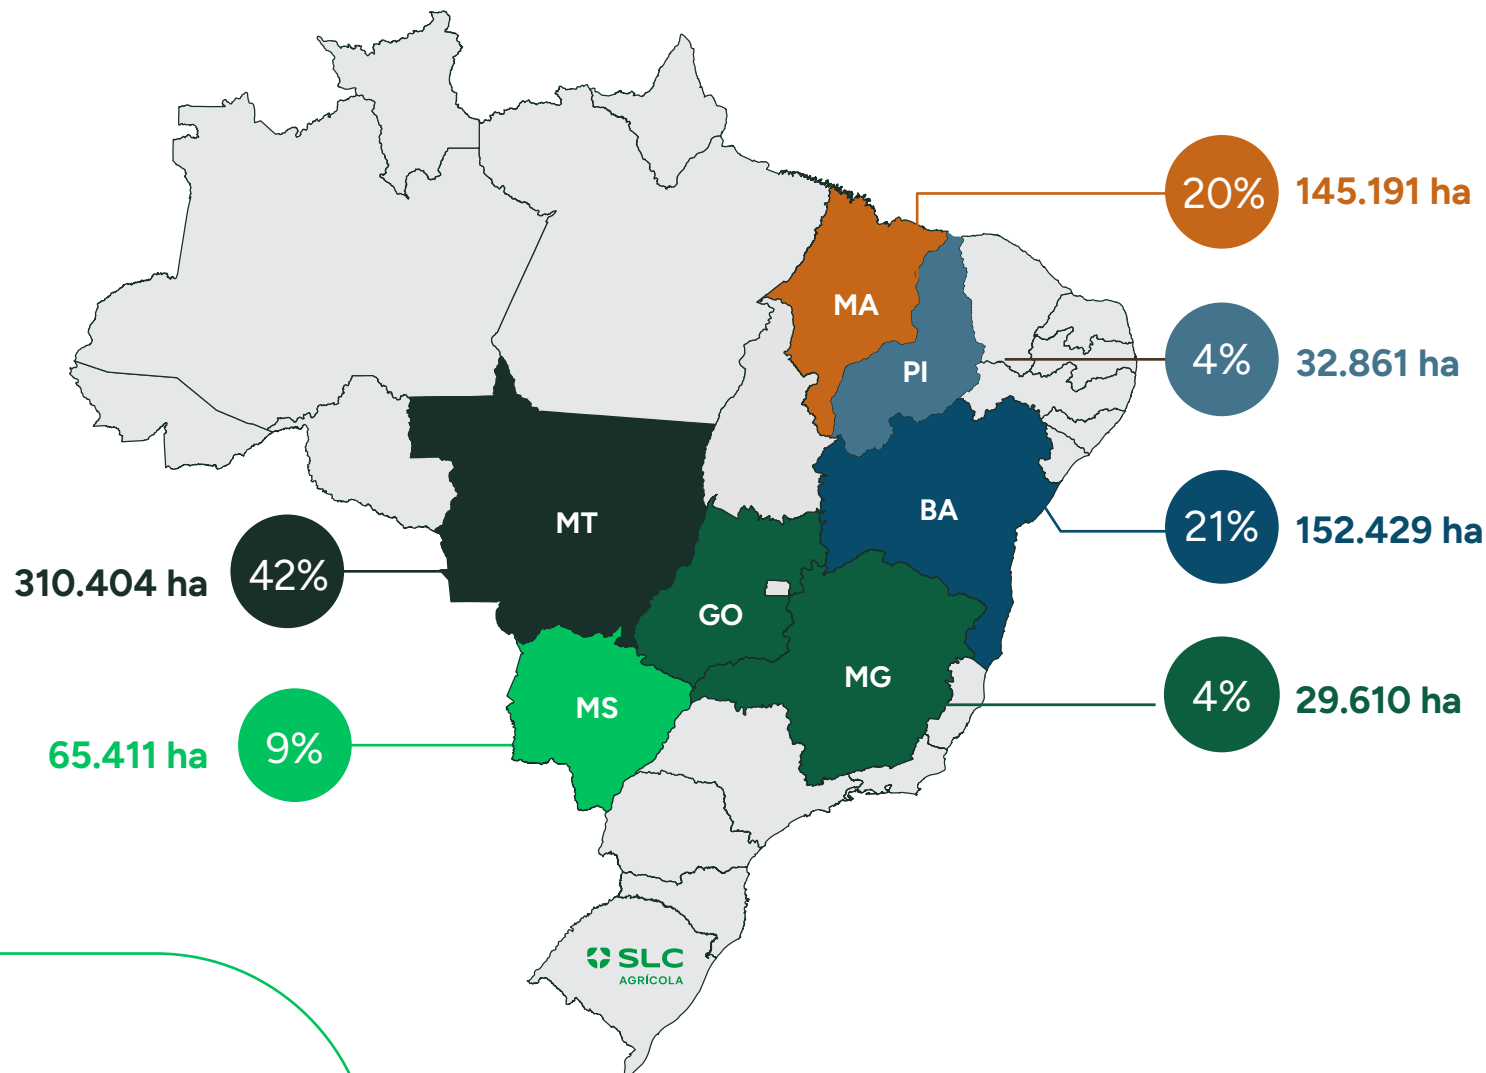 20% 145.191 ha
MA
4% 32.861 ha
PI
BA
21% 152.429 ha
MT
310.404 ha 42%
GO
MG
4% 29.610 ha
MS
65.411 ha 9%
SLC
AGRÍCOLA